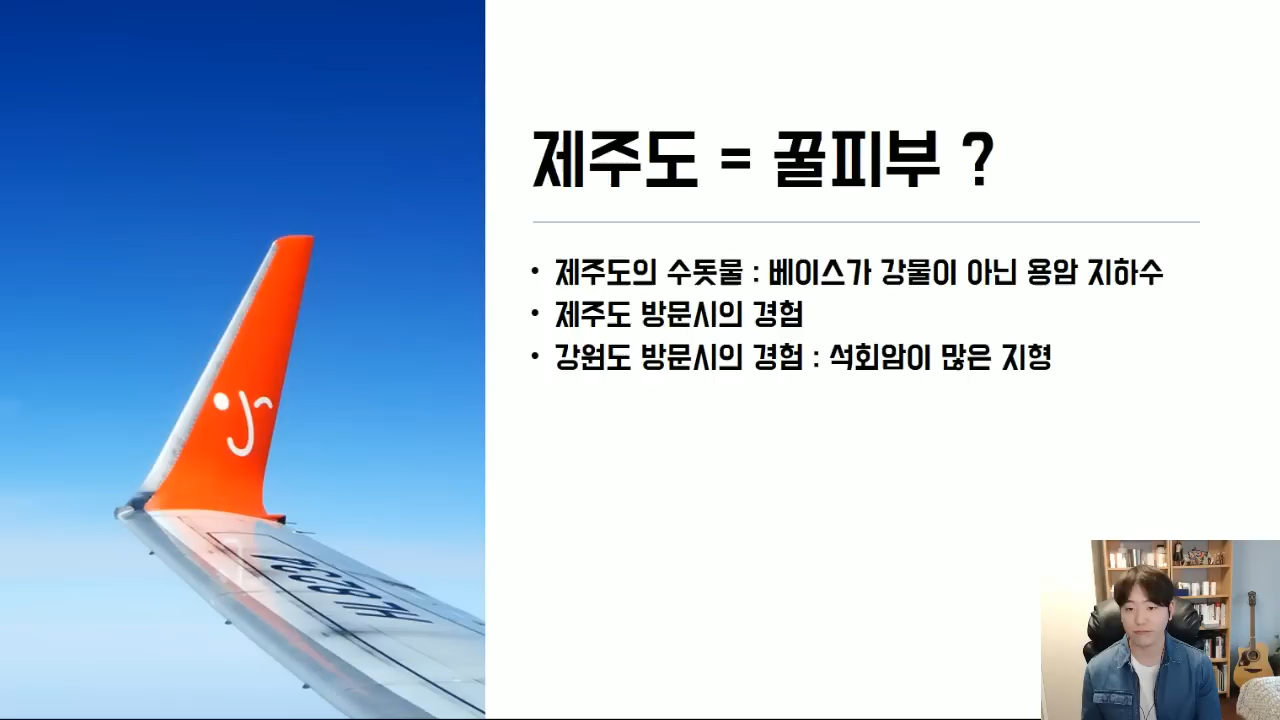 제주도 = 꿀피부 ?
• 제주도의 수돗물 : 베이스가 강물이 아닌 용암 지하수
• 제주도 방문시의 경험
• 강원도 방문시의 경험 : 석회암이 많은 지형
HL8234